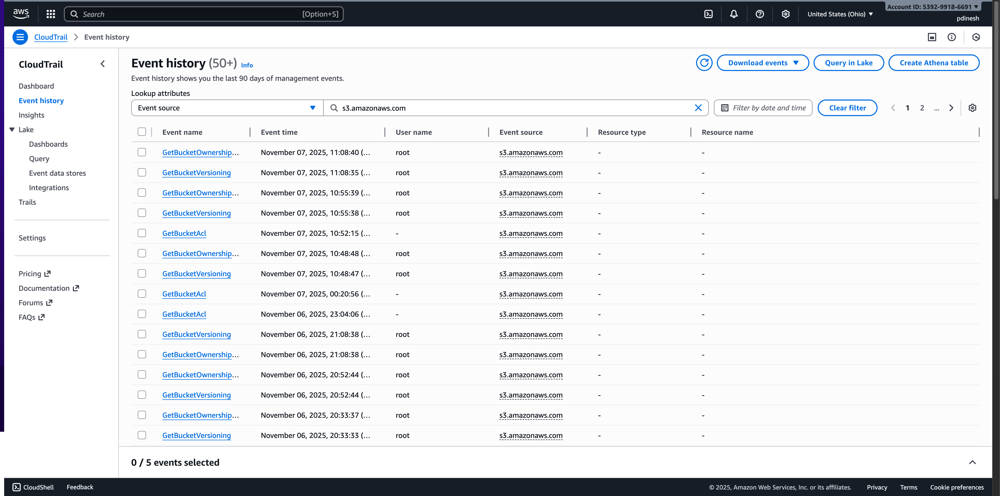 aws
Search [Option+S]
United States (Ohio)
Account ID: 5392-9918-6691
pdinesh
CloudTrail
Event history
CloudTrail
Dashboard
Event history
Insights
Lake
Dashboards
Query
Event data stores
Integrations
Trails
Settings
Pricing
Documentation
Forums
FAQs
Event history (50+) Info
Download events
Query in Lake
Create Athena table
Event history shows you the last 90 days of management events.
Lookup attributes
Event source
s3.amazonaws.com
Filter by date and time
Clear filter
1 2 ...
Event name Event time User name Event source Resource type Resource name
GetBucketOwnership... November 07, 2025, 11:08:40 (... root s3.amazonaws.com - -
GetBucketVersioning November 07, 2025, 11:08:35 (... root s3.amazonaws.com - -
GetBucketOwnership... November 07, 2025, 10:55:39 (... root s3.amazonaws.com - -
GetBucketVersioning November 07, 2025, 10:55:38 (... root s3.amazonaws.com - -
GetBucketAcl November 07, 2025, 10:52:15 (... - s3.amazonaws.com - -
GetBucketOwnership... November 07, 2025, 10:48:48 (... root s3.amazonaws.com - -
GetBucketVersioning November 07, 2025, 10:48:47 (... root s3.amazonaws.com - -
GetBucketAcl November 07, 2025, 00:20:56 (... - s3.amazonaws.com - -
GetBucketAcl November 06, 2025, 23:04:06 (... - s3.amazonaws.com - -
GetBucketVersioning November 06, 2025, 21:08:38 (... root s3.amazonaws.com - -
GetBucketOwnership... November 06, 2025, 21:08:38 (... root s3.amazonaws.com - -
GetBucketOwnership... November 06, 2025, 20:52:44 (... root s3.amazonaws.com - -
GetBucketVersioning November 06, 2025, 20:52:44 (... root s3.amazonaws.com - -
GetBucketOwnership... November 06, 2025, 20:33:37 (... root s3.amazonaws.com - -
GetBucketVersioning November 06, 2025, 20:33:33 (... root s3.amazonaws.com - -
0 / 5 events selected
CloudShell Feedback © 2025, Amazon Web Services, Inc. or its affiliates. Privacy Terms Cookie preferences